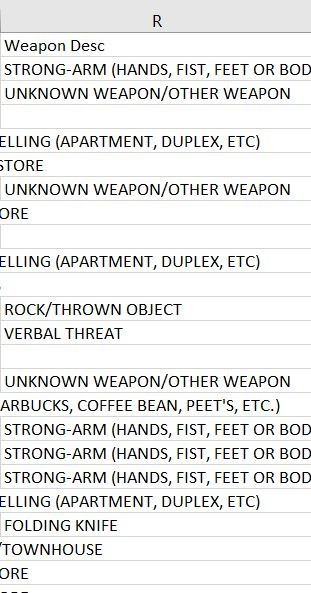 R
Weapon Desc
STRONG-ARM (HANDS, FIST, FEET OR BOD
UNKNOWN WEAPON/OTHER WEAPON
ELLING (APARTMENT, DUPLEX, ETC)
STORE
UNKNOWN WEAPON/OTHER WEAPON
ORE
ELLING (APARTMENT, DUPLEX, ETC)
ROCK/THROWN OBJECT
VERBAL THREAT
UNKNOWN WEAPON/OTHER WEAPON
ARBUCKS, COFFEE BEAN, PEET'S, ETC.)
STRONG-ARM (HANDS, FIST, FEET OR BOD
STRONG-ARM (HANDS, FIST, FEET OR BOD
STRONG-ARM (HANDS, FIST, FEET OR BOD
ELLING (APARTMENT, DUPLEX, ETC)
FOLDING KNIFE
/TOWNHOUSE
ORE